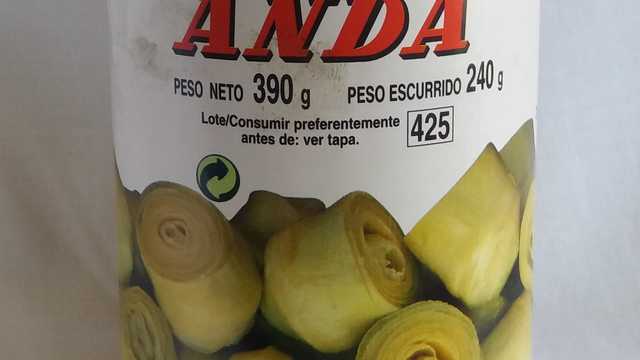 ANDA
PESO NETO 390 g PESO ESCURRIDO 240 g
Lote/Consumir preferentemente 425
antes de: ver tapa.